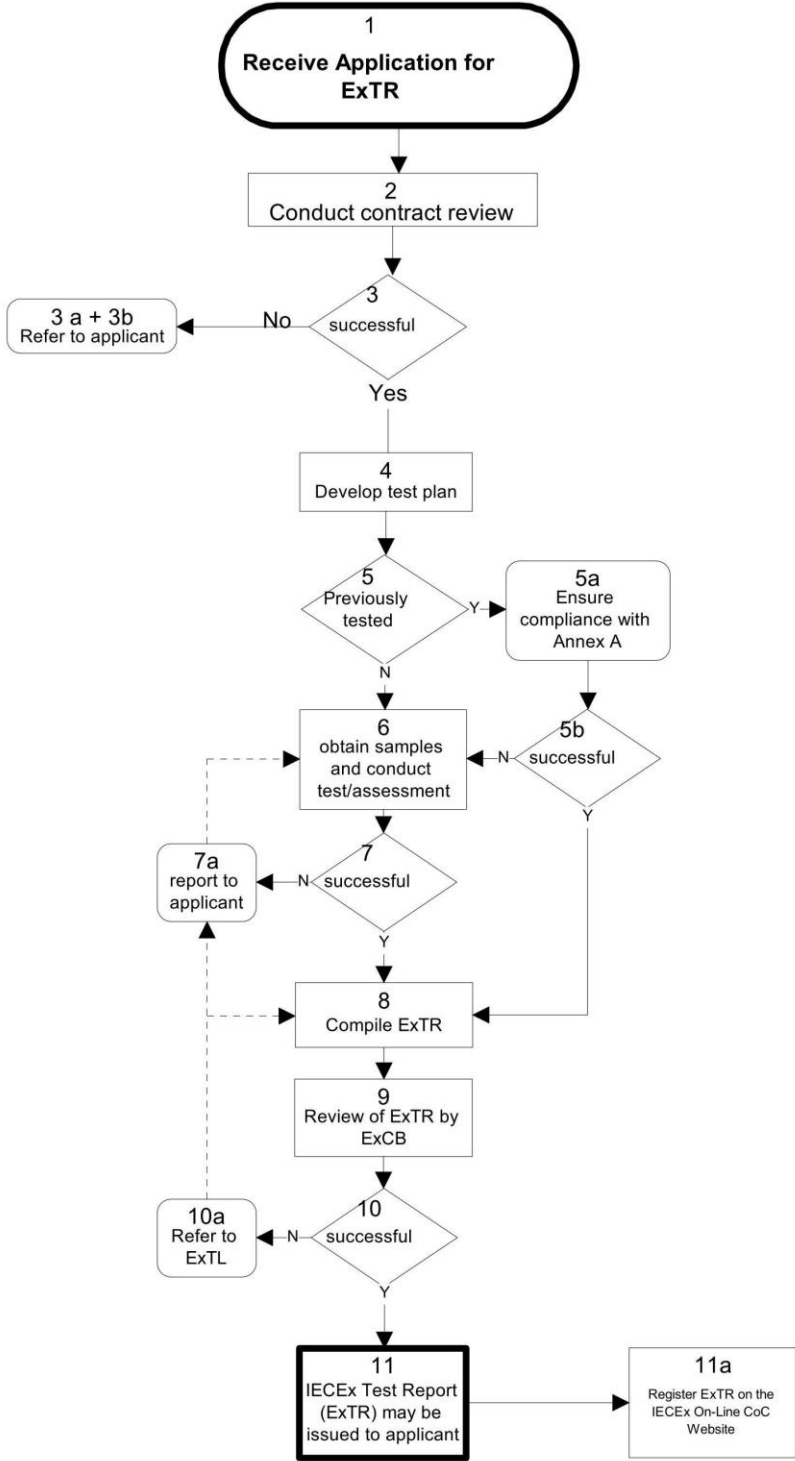 1
Receive Application for
ExTR
2
Conduct contract review
3
successful
No
3 a + 3b
Refer to applicant
Yes
4
Develop test plan
5
Previously
tested
Y
5a
Ensure
compliance with
Annex A
N
6
obtain samples
and conduct
test/assessment
N
5b
successful
Y
7
successful
N
7a
report to
applicant
Y
8
Compile ExTR
9
Review of ExTR by
ExCB
10
successful
N
10a
Refer to
ExTL
Y
11
IECEx Test Report
(ExTR) may be
issued to applicant
11a
Register ExTR on the
IECEx On-Line CoC
Website